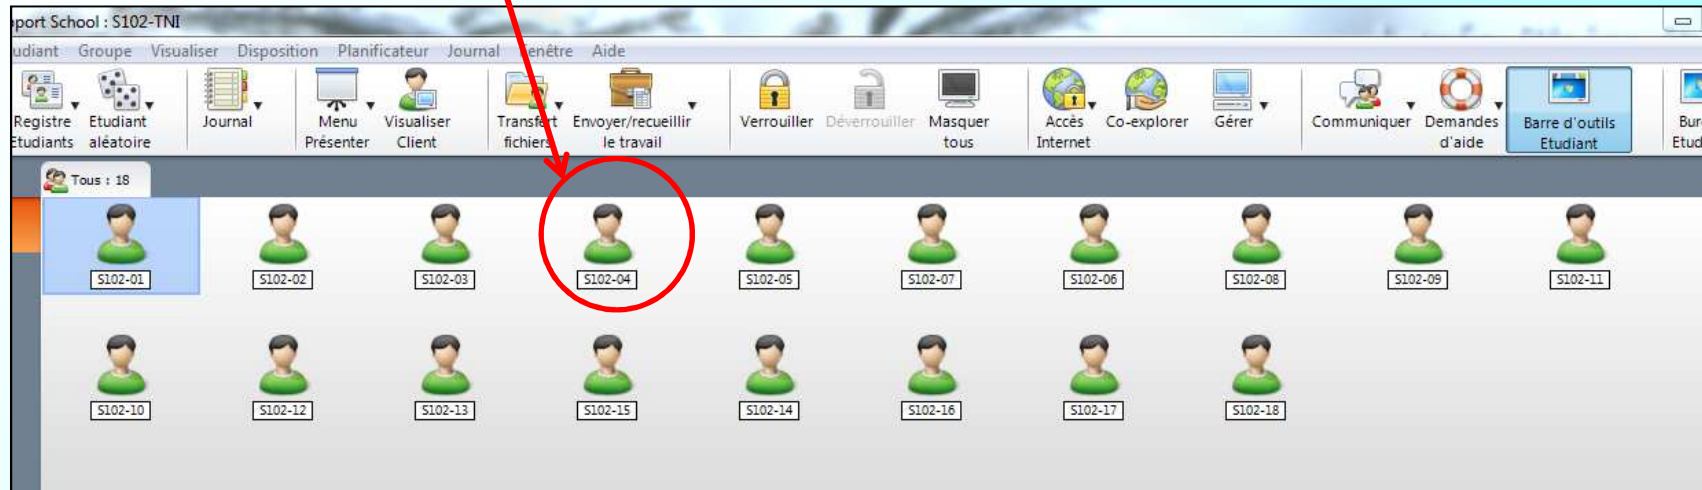 pport School : S102-TNI
udiant Groupe Visualiser Disposition Planificateur Journal Fenêtre Aide
Registre Etudiants
Etudiant aléatoire
Journal
Menu Présenter
Visualiser Client
Transfert fichiers
Envoyer/recueillir le travail
Verrouiller
Déverrouiller
Masquer tous
Accès Internet
Co-explorer
Gérer
Communiquer
Demandes d'aide
Barre d'outils Etudiant
Bure Etud
Tous : 18
S102-01 S102-02 S102-03 S102-04 S102-05 S102-07 S102-06 S102-08 S102-09 S102-11
S102-10 S102-12 S102-13 S102-15 S102-14 S102-16 S102-17 S102-18